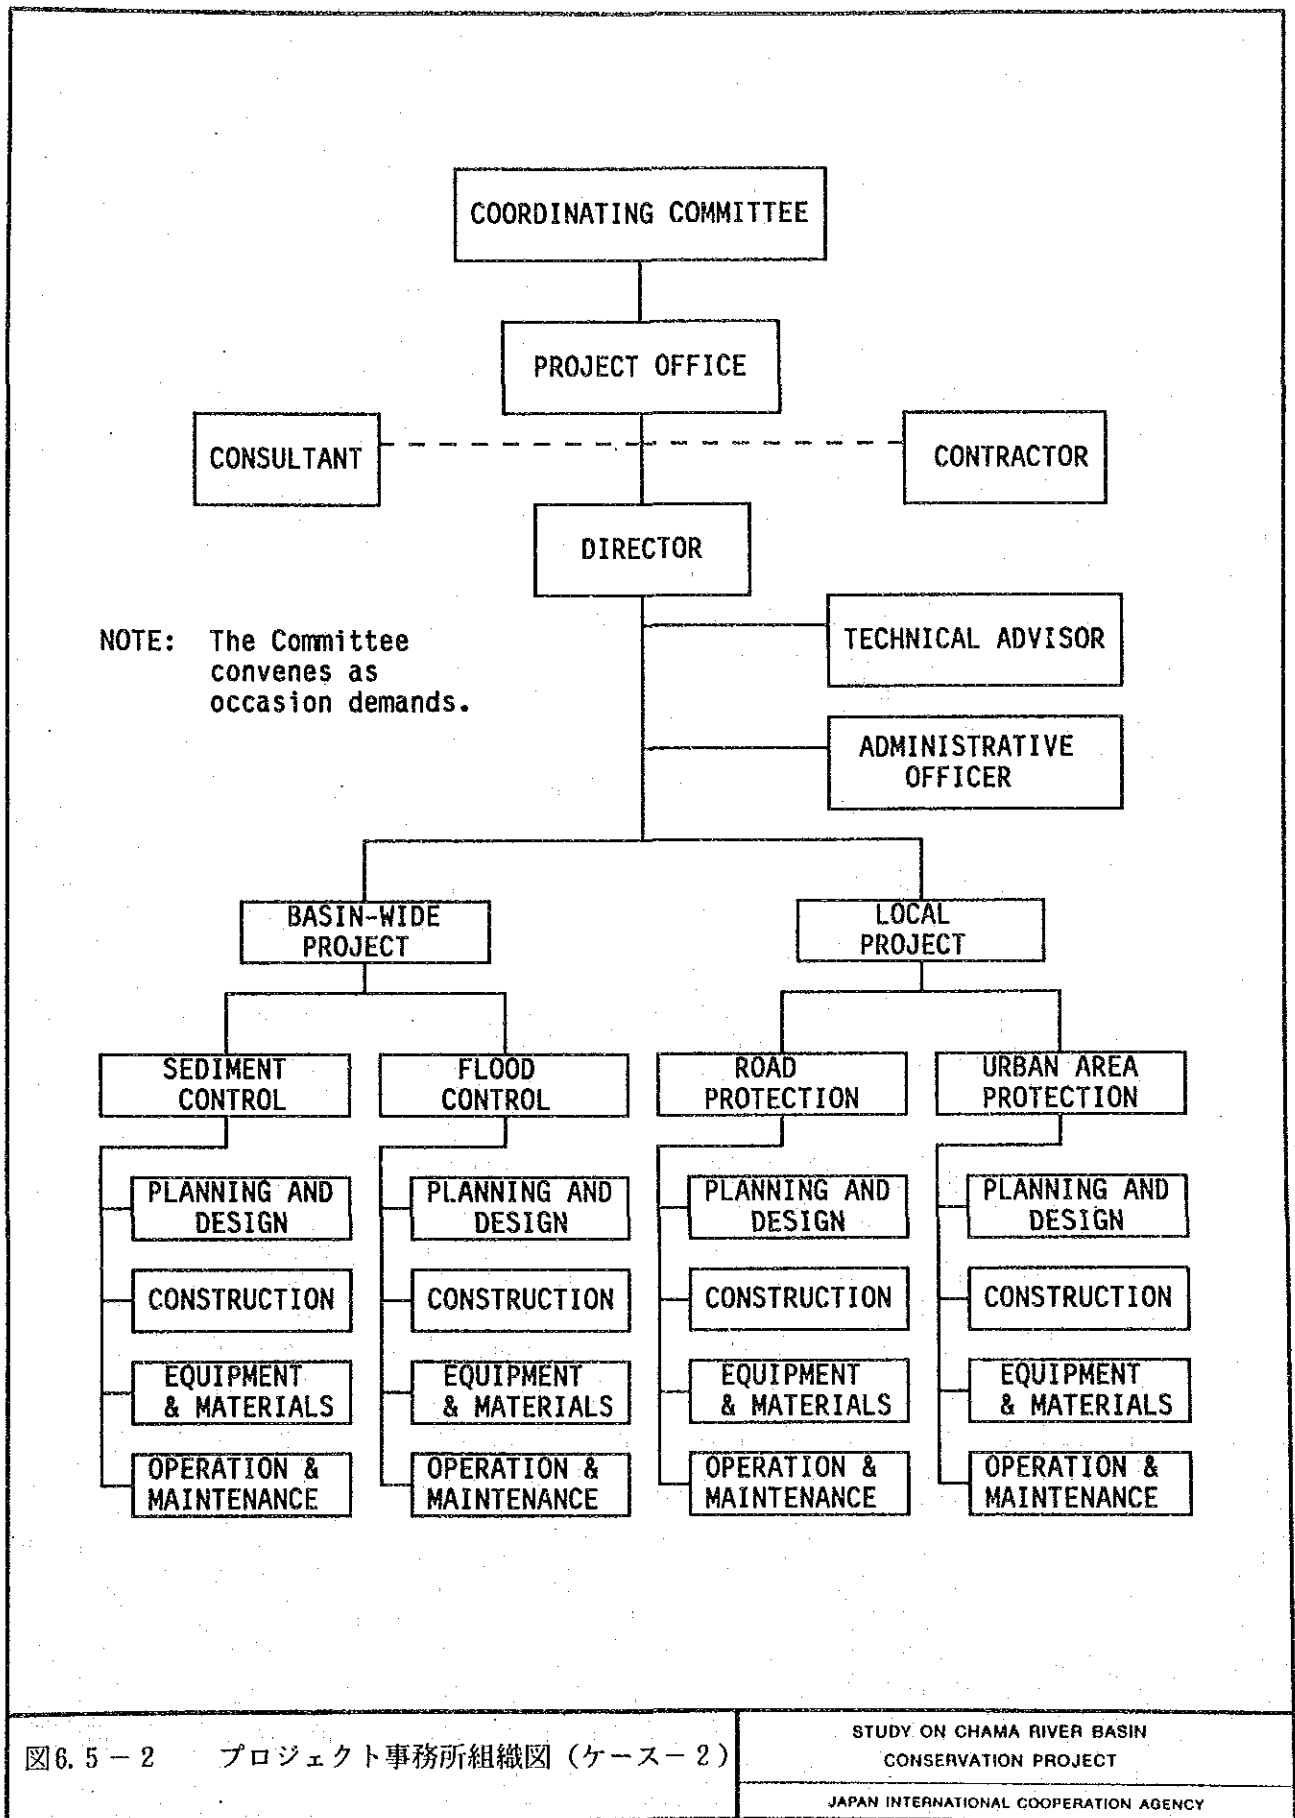 COORDINATING COMMITTEE
PROJECT OFFICE
CONSULTANT
CONTRACTOR
DIRECTOR
NOTE: The Committee
convenes as
occasion demands.
TECHNICAL ADVISOR
ADMINISTRATIVE
OFFICER
BASIN-WIDE
PROJECT
LOCAL
PROJECT
SEDIMENT
CONTROL
FLOOD
CONTROL
ROAD
PROTECTION
URBAN AREA
PROTECTION
PLANNING AND
DESIGN
CONSTRUCTION
EQUIPMENT
& MATERIALS
OPERATION &
MAINTENANCE
PLANNING AND
DESIGN
CONSTRUCTION
EQUIPMENT
& MATERIALS
OPERATION &
MAINTENANCE
PLANNING AND
DESIGN
CONSTRUCTION
EQUIPMENT
& MATERIALS
OPERATION &
MAINTENANCE
PLANNING AND
DESIGN
CONSTRUCTION
EQUIPMENT
& MATERIALS
OPERATION &
MAINTENANCE
図6.5-2 プロジェクト事務所組織図(ケース-2)
STUDY ON CHAMA RIVER BASIN
CONSERVATION PROJECT
JAPAN INTERNATIONAL COOPERATION AGENCY